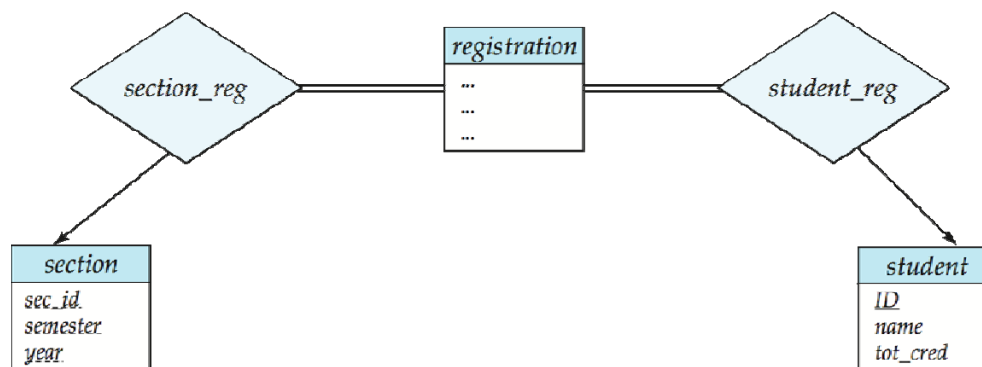 registration
section_reg
...
...
...
student_reg
section
sec_id
semester
year
student
ID
name
tot_cred